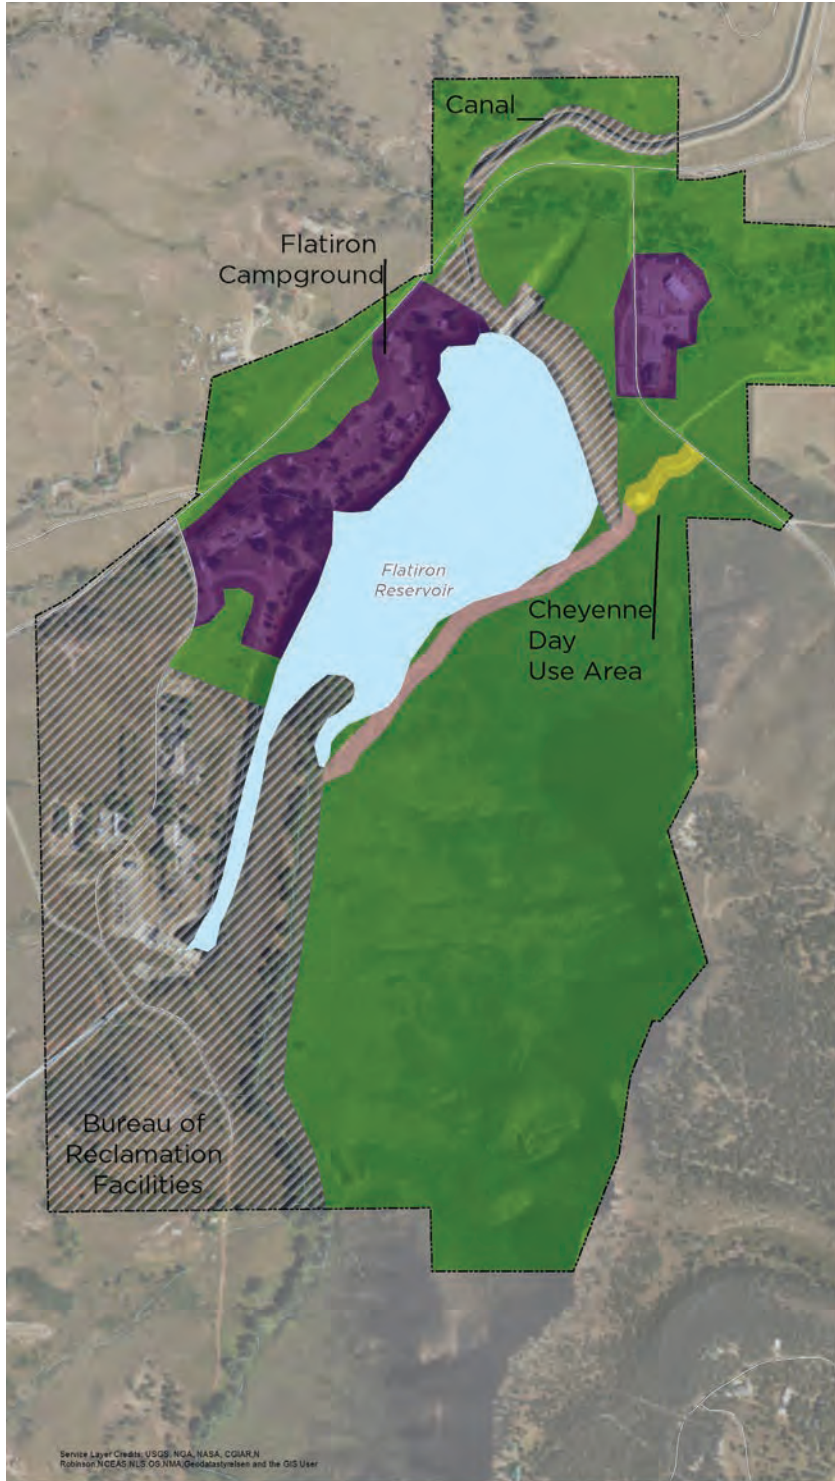 Canal
Flatiron
Campground
Flatiron
Reservoir
Cheyenne
Day
Use Area
Bureau of
Reclamation
Facilities
Service Layer Credits: USGS, NGA, NASA, CGIAR,N
Robinson,NCEAS,NLS,OS,NMA,Geodatastyrelsen and the GIS User